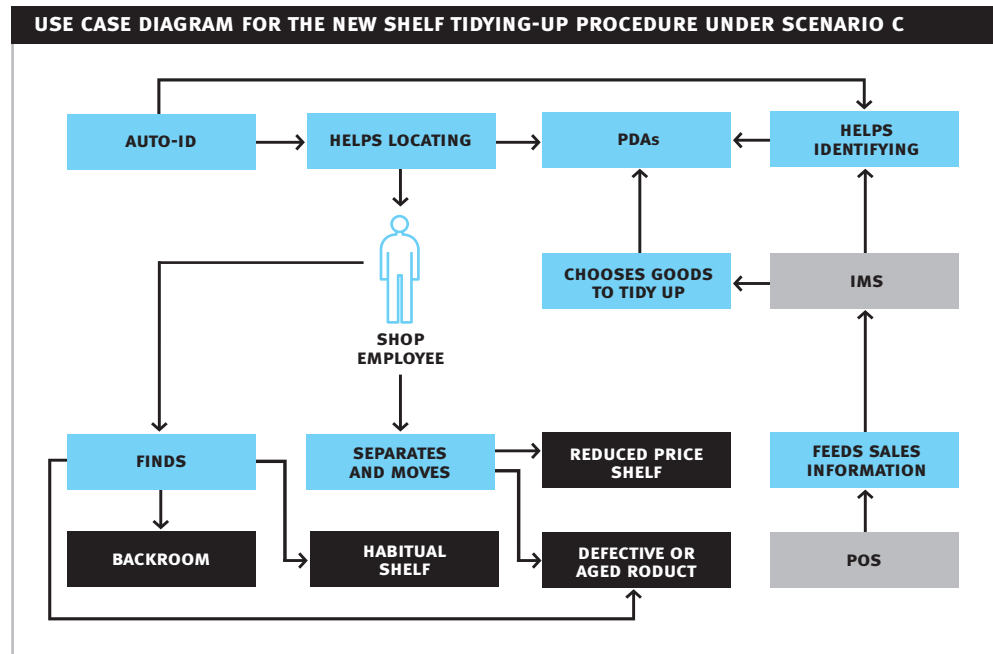 USE CASE DIAGRAM FOR THE NEW SHELF TIDYING-UP PROCEDURE UNDER SCENARIO C
AUTO-ID
HELPS LOCATING
PDAs
HELPS
IDENTIFYING
SHOP
EMPLOYEE
CHOOSES GOODS
TO TIDY UP
IMS
FINDS
SEPARATES
AND MOVES
REDUCED PRICE
SHELF
FEEDS SALES
INFORMATION
BACKROOM
HABITUAL
SHELF
DEFECTIVE OR
AGED RODUCT
POS